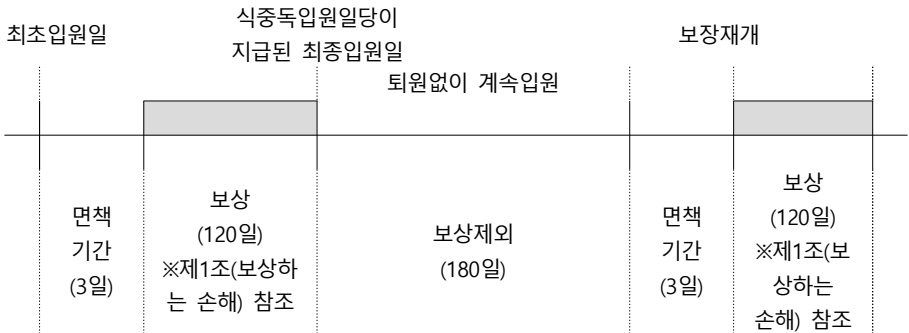 최초입원일
식중독입원일당이
지급된 최종입원일
보장재개
퇴원없이 계속입원
면책
기간
(3일)
보상
(120일)
※제1조(보상하
는 손해) 참조
보상제외
(180일)
면책
기간
(3일)
보상
(120일)
※제1조(보
상하는
손해) 참조